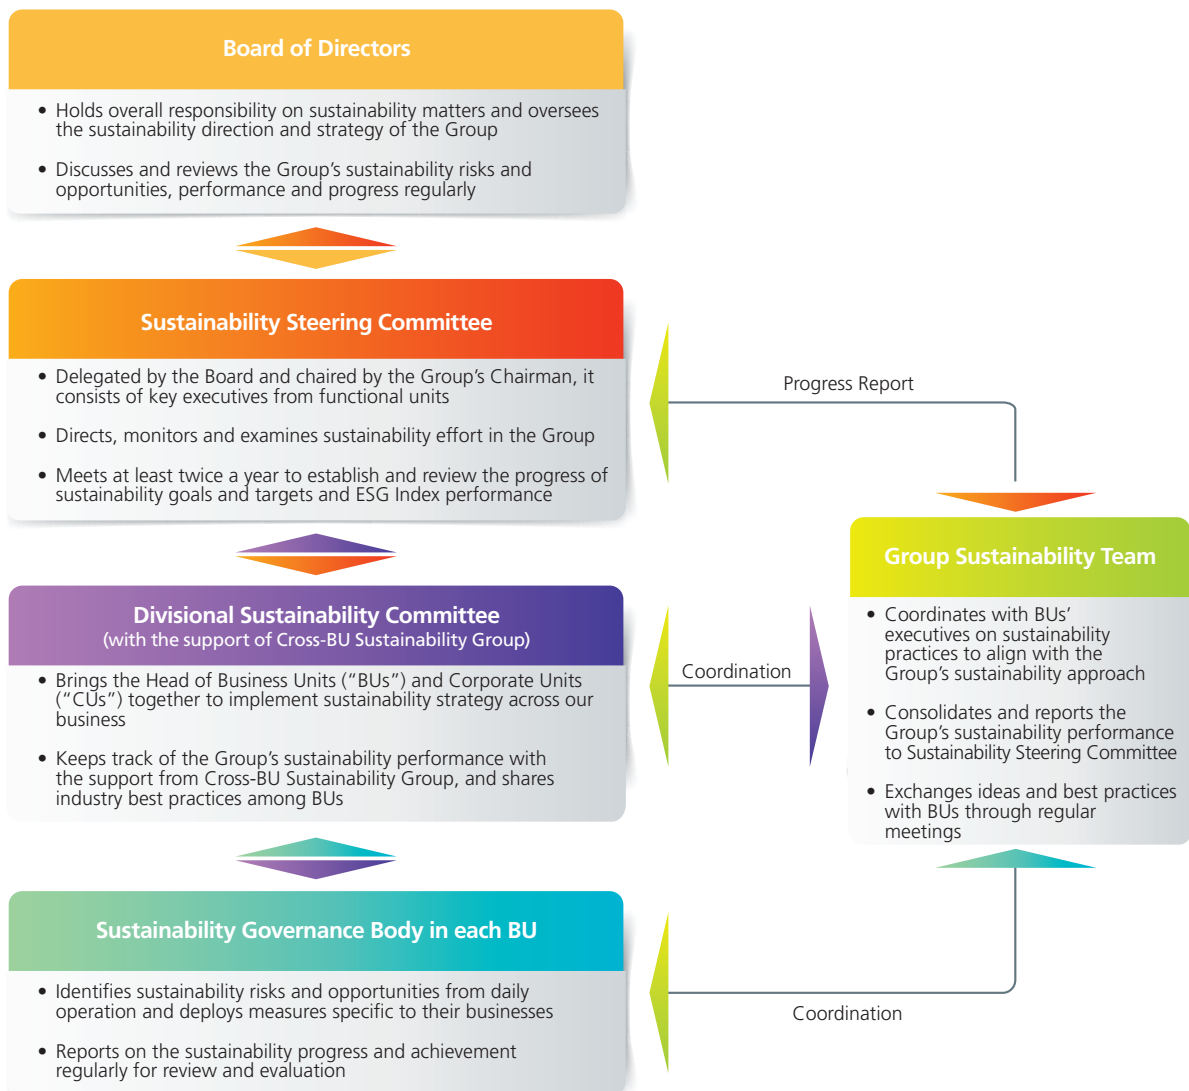 Board of Directors
• Holds overall responsibility on sustainability matters and oversees
the sustainability direction and strategy of the Group
• Discusses and reviews the Group’s sustainability risks and
opportunities, performance and progress regularly
Sustainability Steering Committee
• Delegated by the Board and chaired by the Group’s Chairman, it
consists of key executives from functional units
• Directs, monitors and examines sustainability effort in the Group
• Meets at least twice a year to establish and review the progress of
sustainability goals and targets and ESG Index performance
Progress Report
Divisional Sustainability Committee
(with the support of Cross-BU Sustainability Group)
• Brings the Head of Business Units (“BUs”) and Corporate Units
(“CUs”) together to implement sustainability strategy across our
business
• Keeps track of the Group’s sustainability performance with
the support from Cross-BU Sustainability Group, and shares
industry best practices among BUs
Coordination
Group Sustainability Team
• Coordinates with BUs’
executives on sustainability
practices to align with the
Group’s sustainability approach
• Consolidates and reports the
Group’s sustainability performance
to Sustainability Steering Committee
• Exchanges ideas and best practices
with BUs through regular
meetings
Sustainability Governance Body in each BU
• Identifies sustainability risks and opportunities from daily
operation and deploys measures specific to their businesses
• Reports on the sustainability progress and achievement
regularly for review and evaluation
Coordination